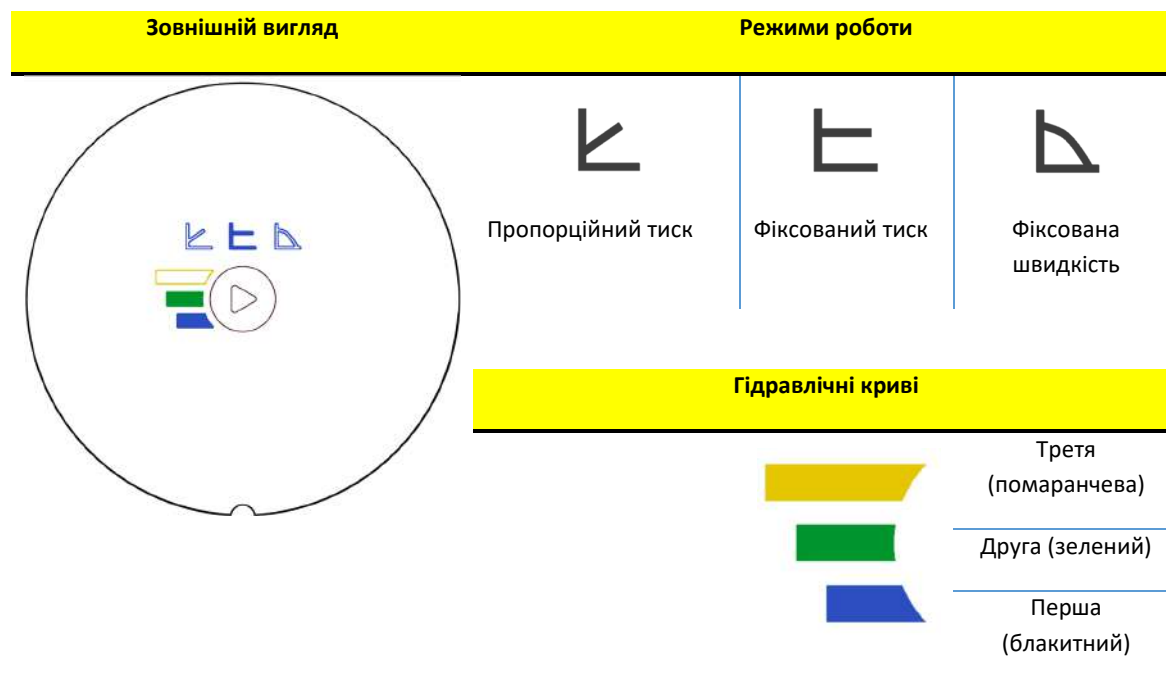 Зовнішній вигляд
Режими роботи
Пропорційний тиск
Фіксований тиск
Фіксована
швидкість
Гідравлічні криві
Третя
(помаранчева)
Друга (зелений)
Перша
(блакитний)